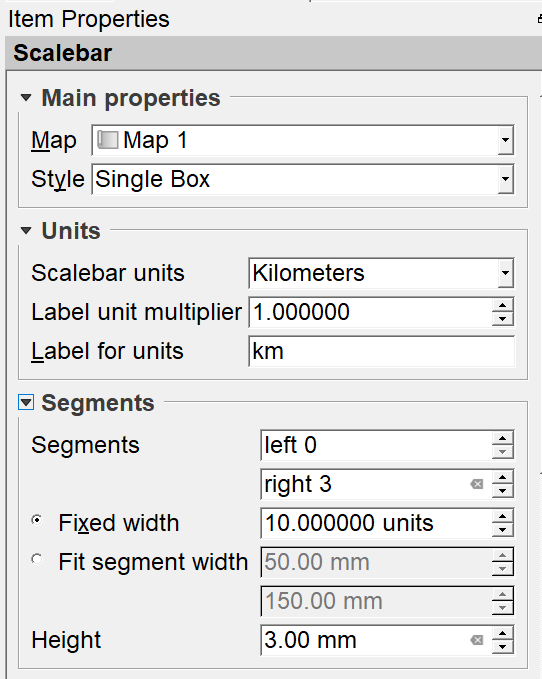 Item Properties
Scalebar
Main properties
Map Map 1
Style Single Box
Units
Scalebar units Kilometers
Label unit multiplier 1.000000
Label for units km
Segments
Segments left 0
right 3
Fixed width 10.000000 units
Fit segment width 50.00 mm
150.00 mm
Height 3.00 mm